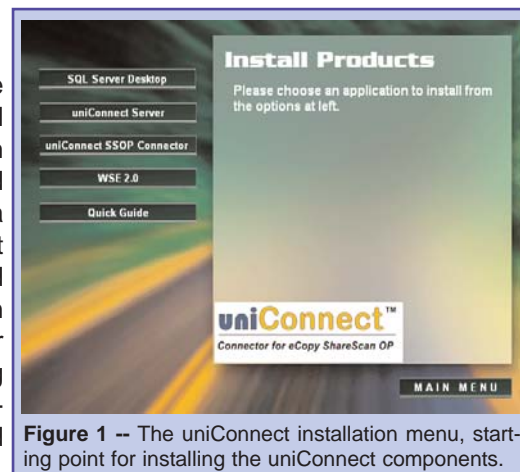 Install Products
Please choose an application to install from
the options at left.
SQL Server Desktop
uniConnect Server
uniConnect SSOP Connector
WSE 2.0
Quick Guide
uniConnect™
Connector for eCopy ShareScan OP
MAIN MENU
Figure 1 -- The uniConnect installation menu, start-
ing point for installing the uniConnect components.